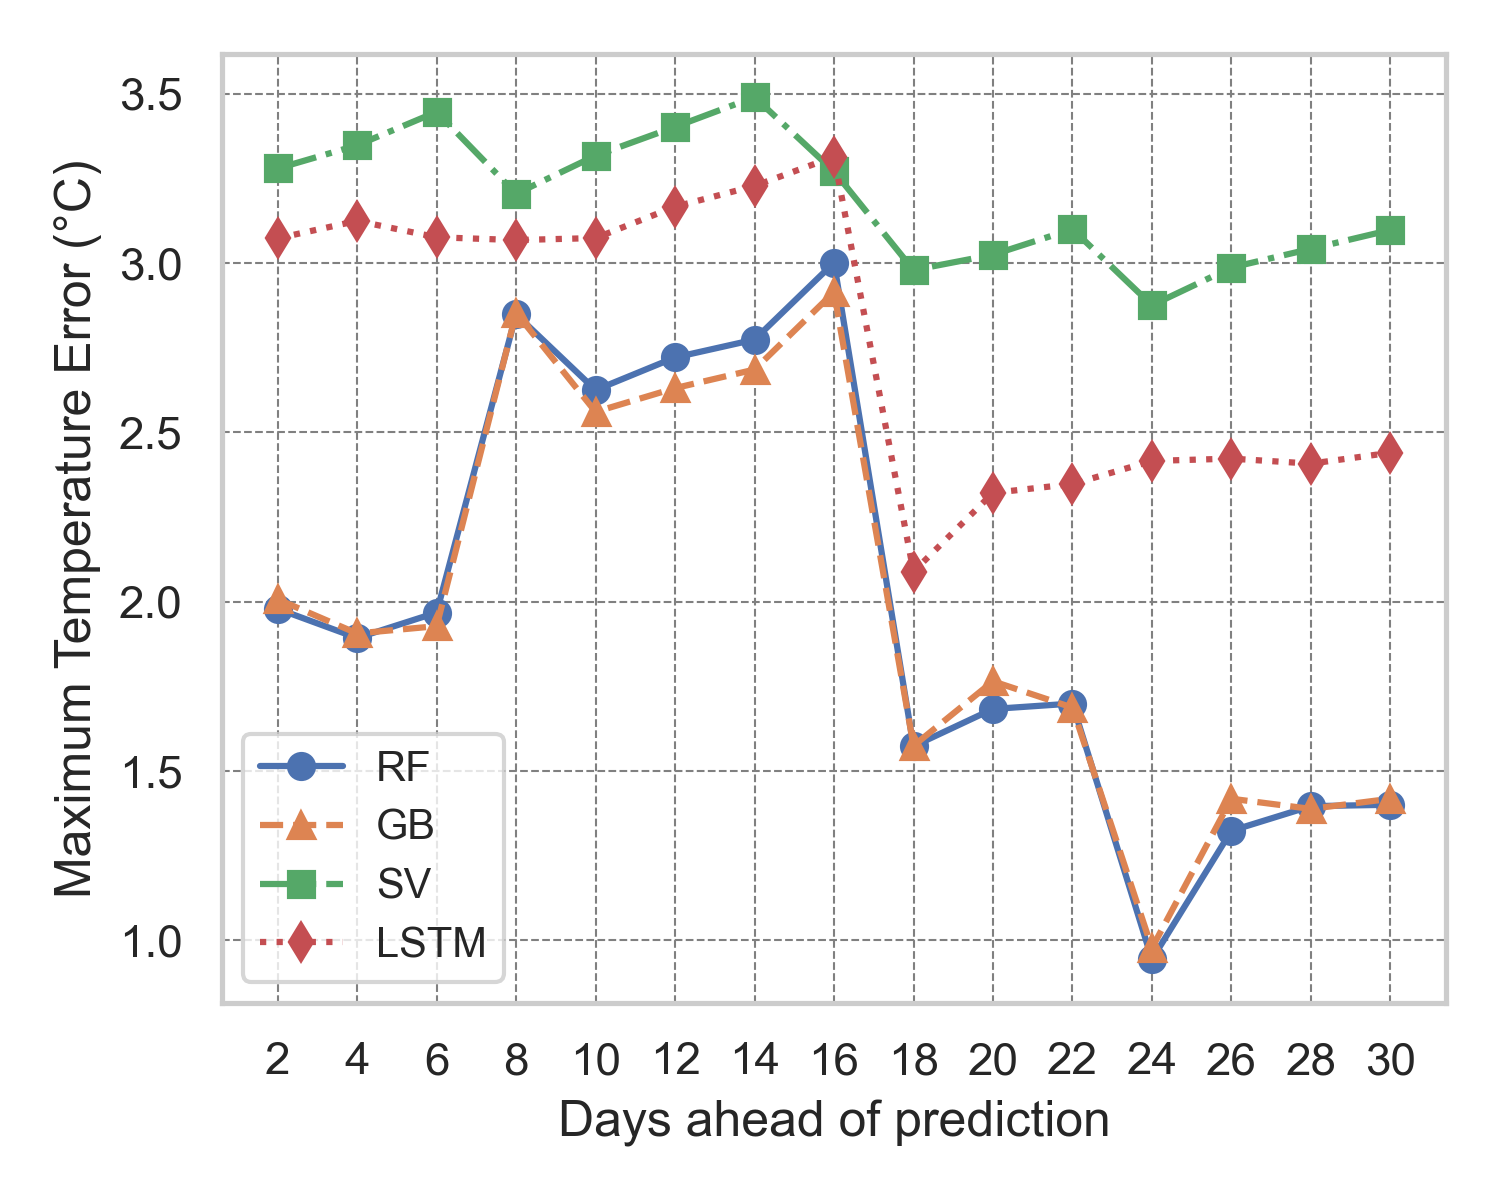 Maximum Temperature Error (°C)
3.5
3.0
2.5
2.0
1.5
1.0
RF
GB
SV
LSTM
2 4 6 8 10 12 14 16 18 20 22 24 26 28 30
Days ahead of prediction